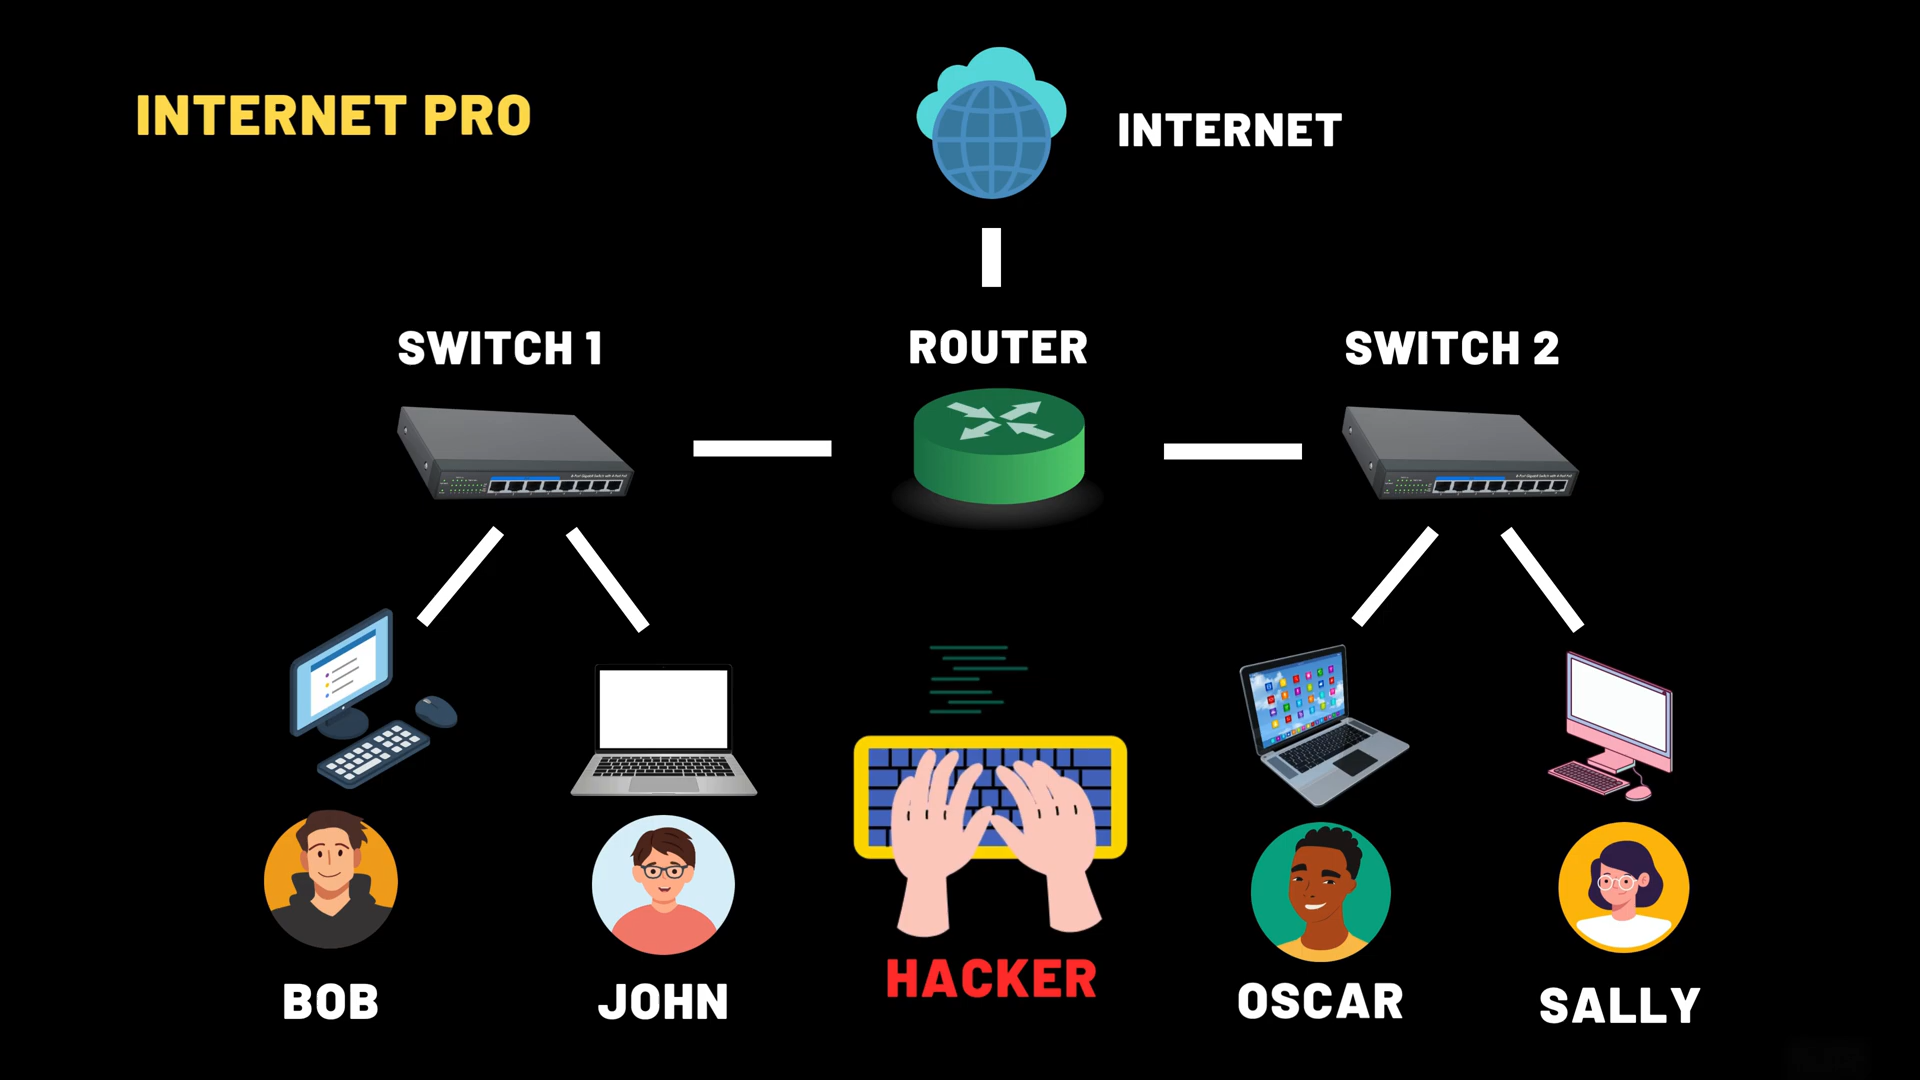 INTERNET PRO
INTERNET
SWITCH 1
ROUTER
SWITCH 2
BOB
JOHN
HACKER
OSCAR
SALLY